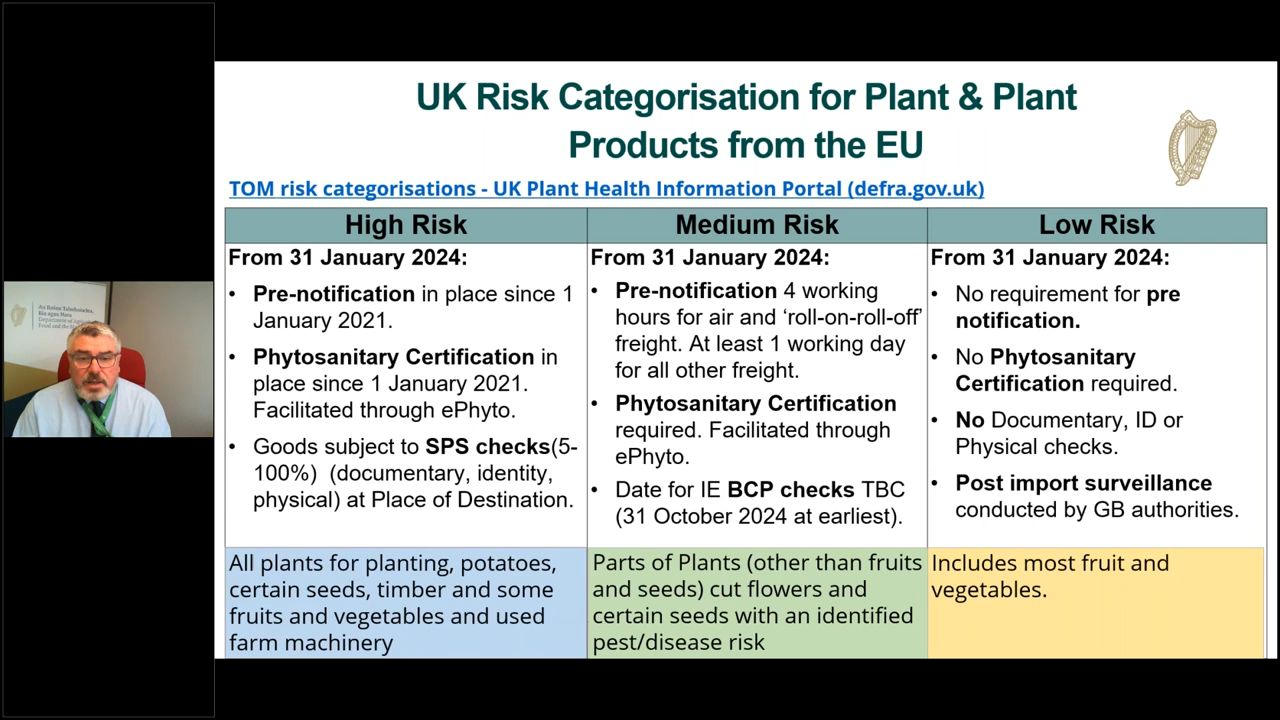 UK Risk Categorisation for Plant & Plant
Products from the EU
TOM risk categorisations - UK Plant Health Information Portal (defra.gov.uk)
High Risk
From 31 January 2024:
• Pre-notification in place since 1
January 2021.
• Phytosanitary Certification in
place since 1 January 2021.
Facilitated through ePhyto.
• Goods subject to SPS checks(5-
100%) (documentary, identity,
physical) at Place of Destination.
All plants for planting, potatoes,
certain seeds, timber and some
fruits and vegetables and used
farm machinery
Medium Risk
From 31 January 2024:
• Pre-notification 4 working
hours for air and ‘roll-on-roll-off’
freight. At least 1 working day
for all other freight.
• Phytosanitary Certification
required. Facilitated through
ePhyto.
• Date for IE BCP checks TBC
(31 October 2024 at earliest).
Parts of Plants (other than fruits
and seeds) cut flowers and
certain seeds with an identified
pest/disease risk
Low Risk
From 31 January 2024:
• No requirement for pre
notification.
• No Phytosanitary
Certification required.
• No Documentary, ID or
Physical checks.
• Post import surveillance
conducted by GB authorities.
Includes most fruit and
vegetables.